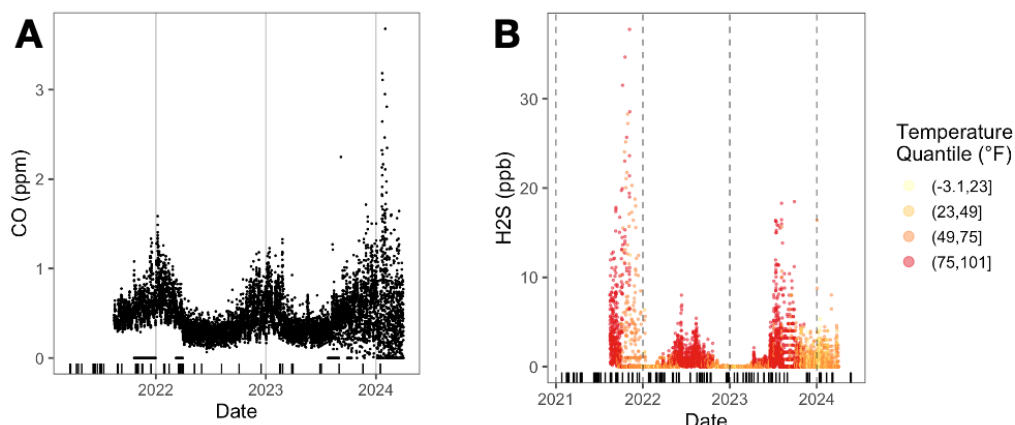 A
CO (ppm)
3
2
1
0
2022
2023
2024
Date
B
H2S (ppb)
30
20
10
0
2021
2022
2023
2024
Date
Temperature
Quantile (°F)
(-3.1,23]
(23,49]
(49,75]
(75,101]